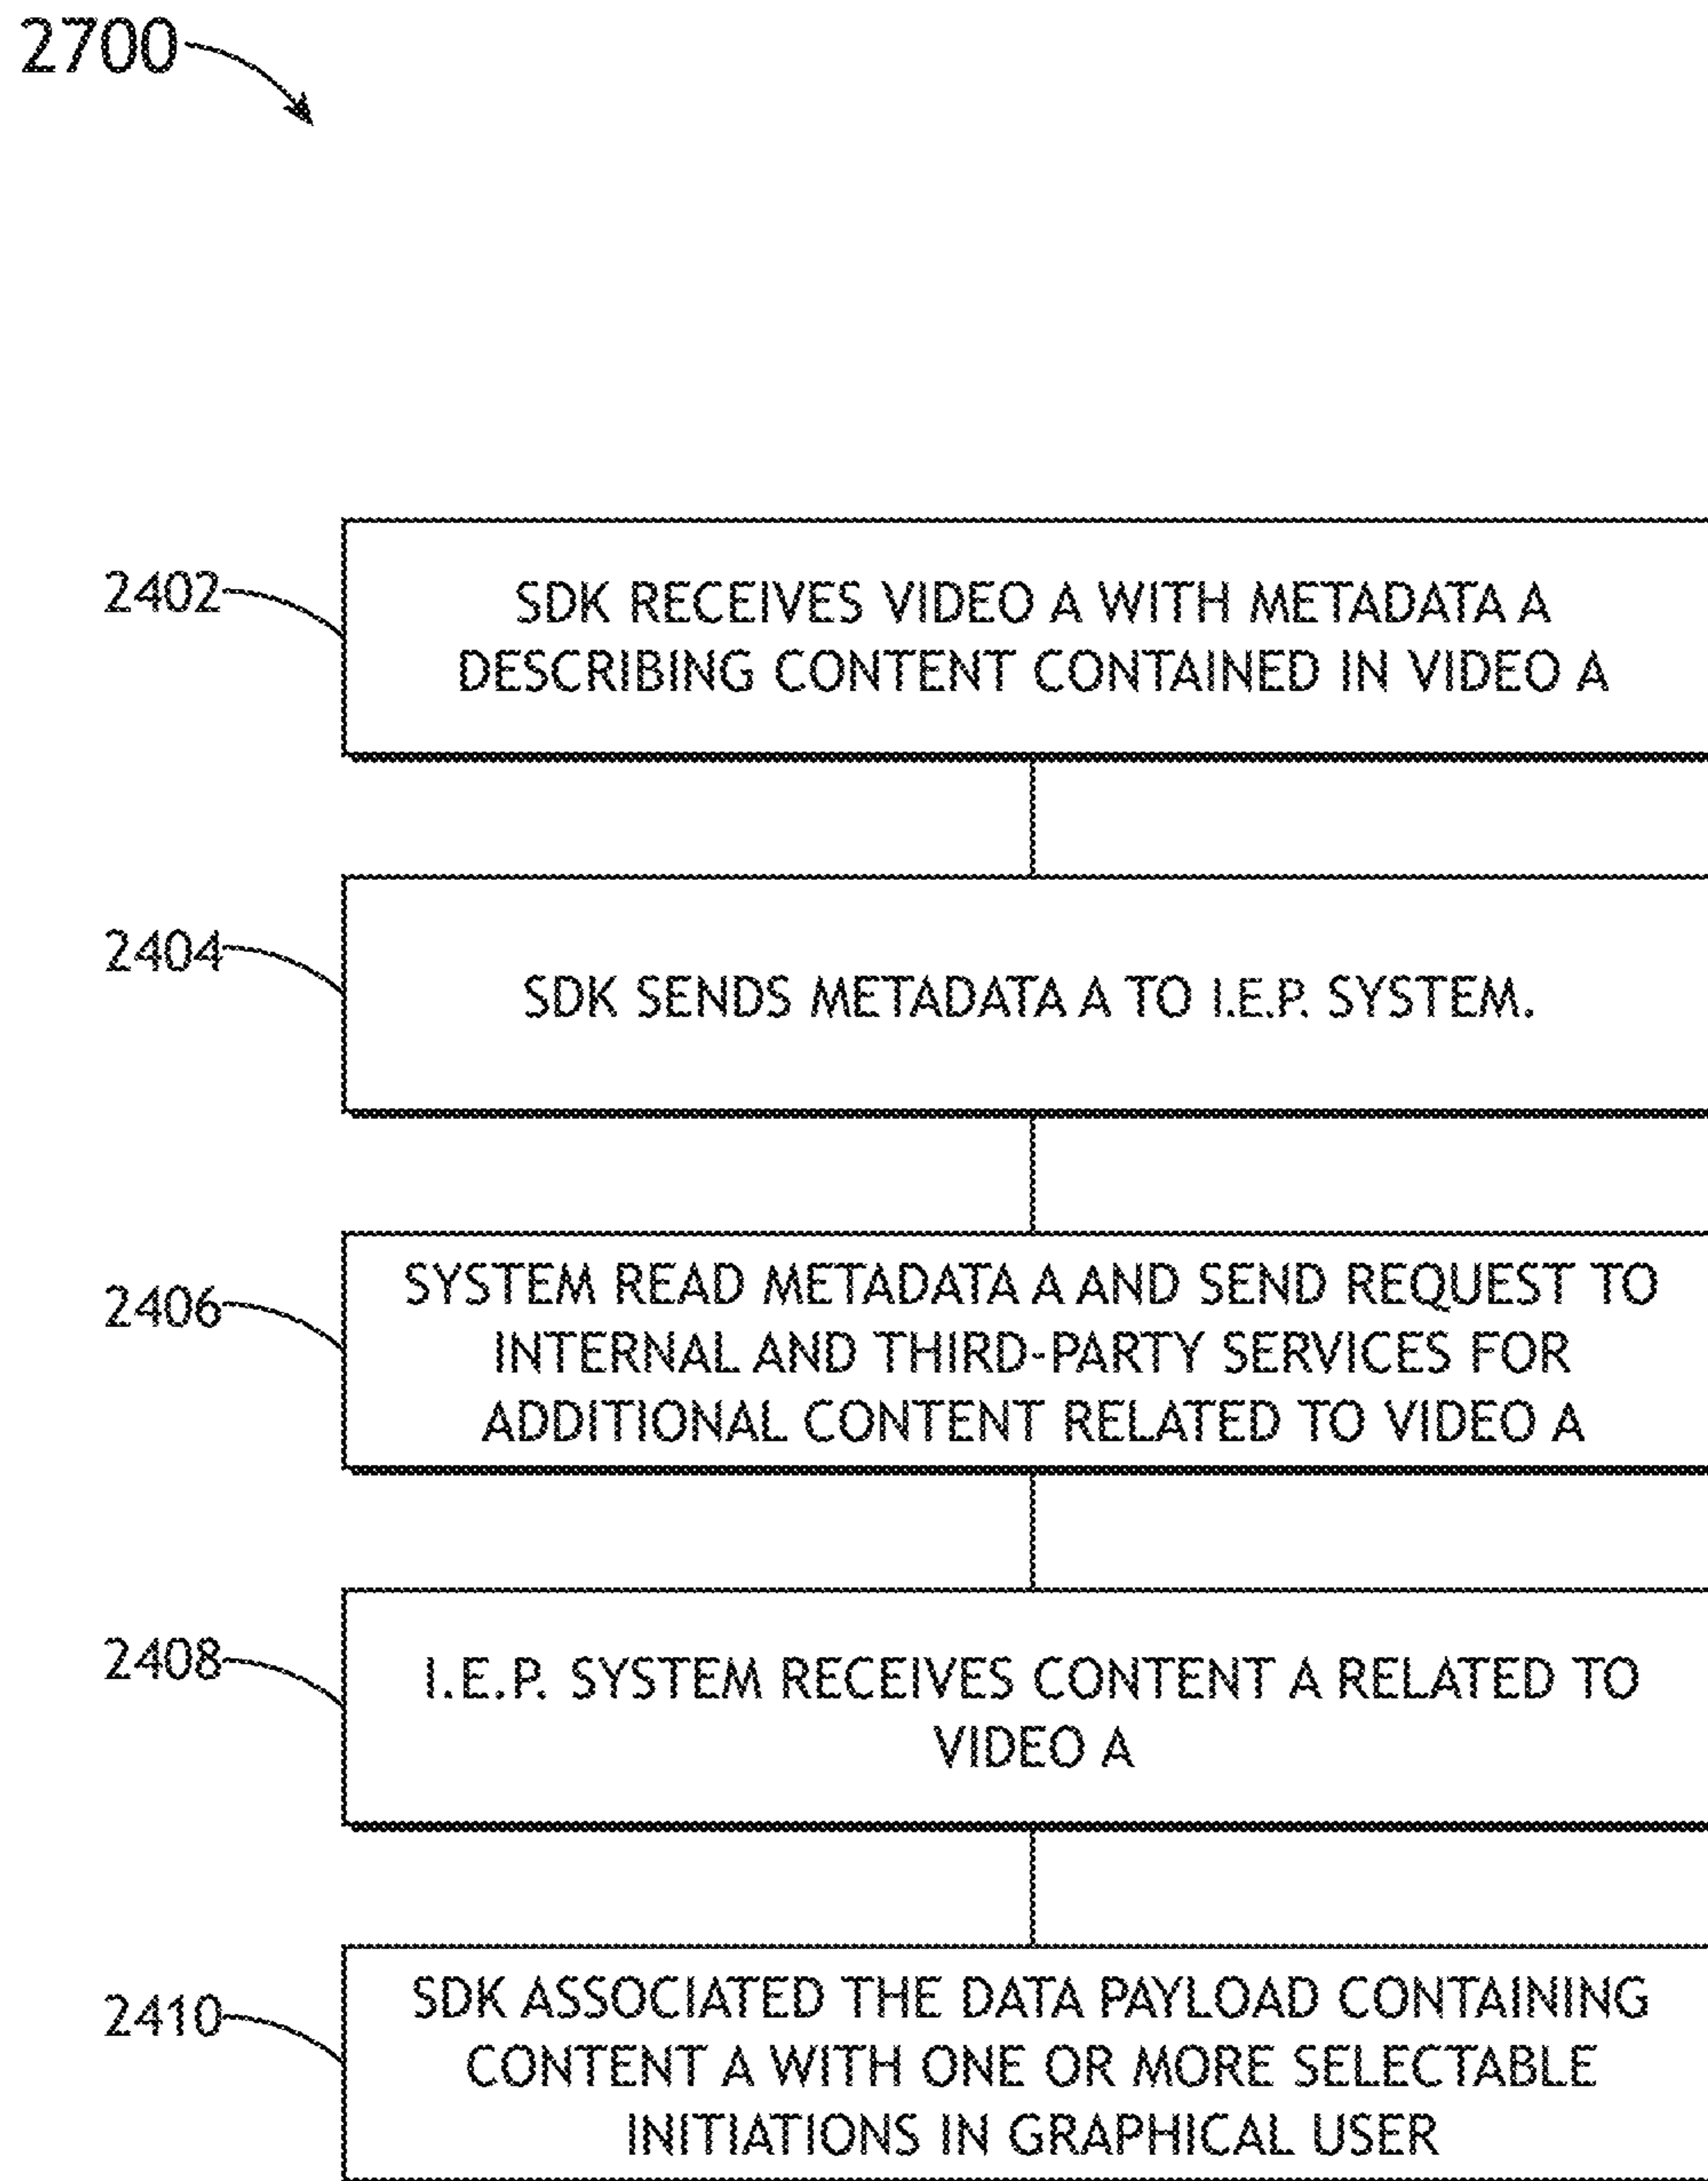 2700
2402
SDK RECEIVES VIDEO A WITH METADATA A
DESCRIBING CONTENT CONTAINED IN VIDEO A
2404
SDK SENDS METADATA A TO I.E.P. SYSTEM.
2406
SYSTEM READ METADATA A AND SEND REQUEST TO
INTERNAL AND THIRD-PARTY SERVICES FOR
ADDITIONAL CONTENT RELATED TO VIDEO A
2408
I.E.P. SYSTEM RECEIVES CONTENT A RELATED TO
VIDEO A
2410
SDK ASSOCIATED THE DATA PAYLOAD CONTAINING
CONTENT A WITH ONE OR MORE SELECTABLE
INITIATIONS IN GRAPHICAL USER